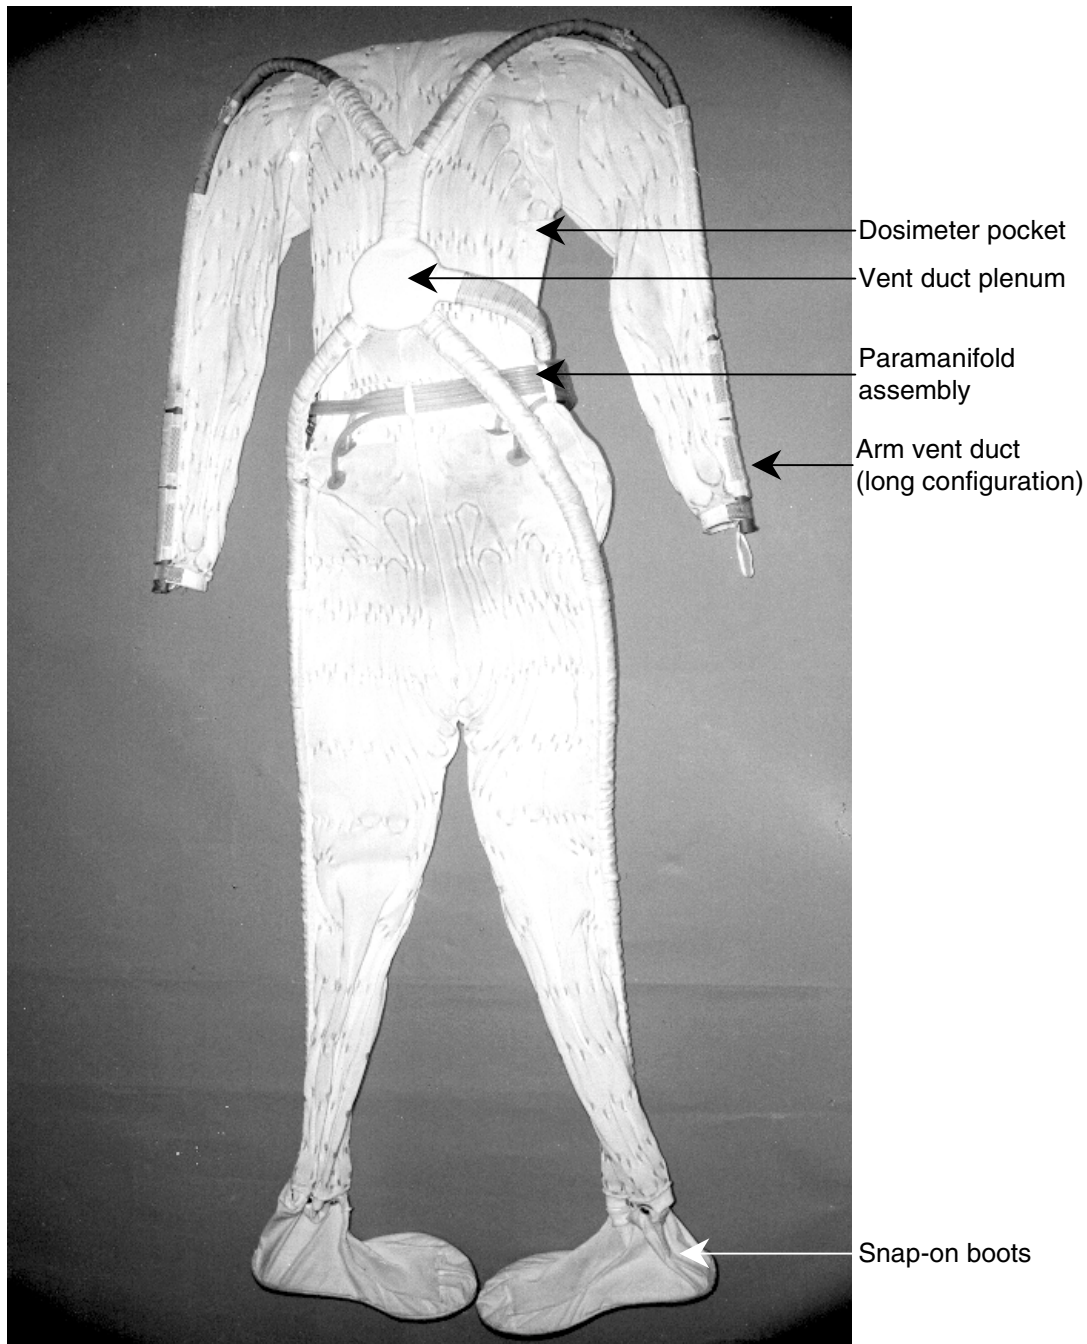 Dosimeter pocket
Vent duct plenum
Paramanifold
assembly
Arm vent duct
(long configuration)
Snap-on boots